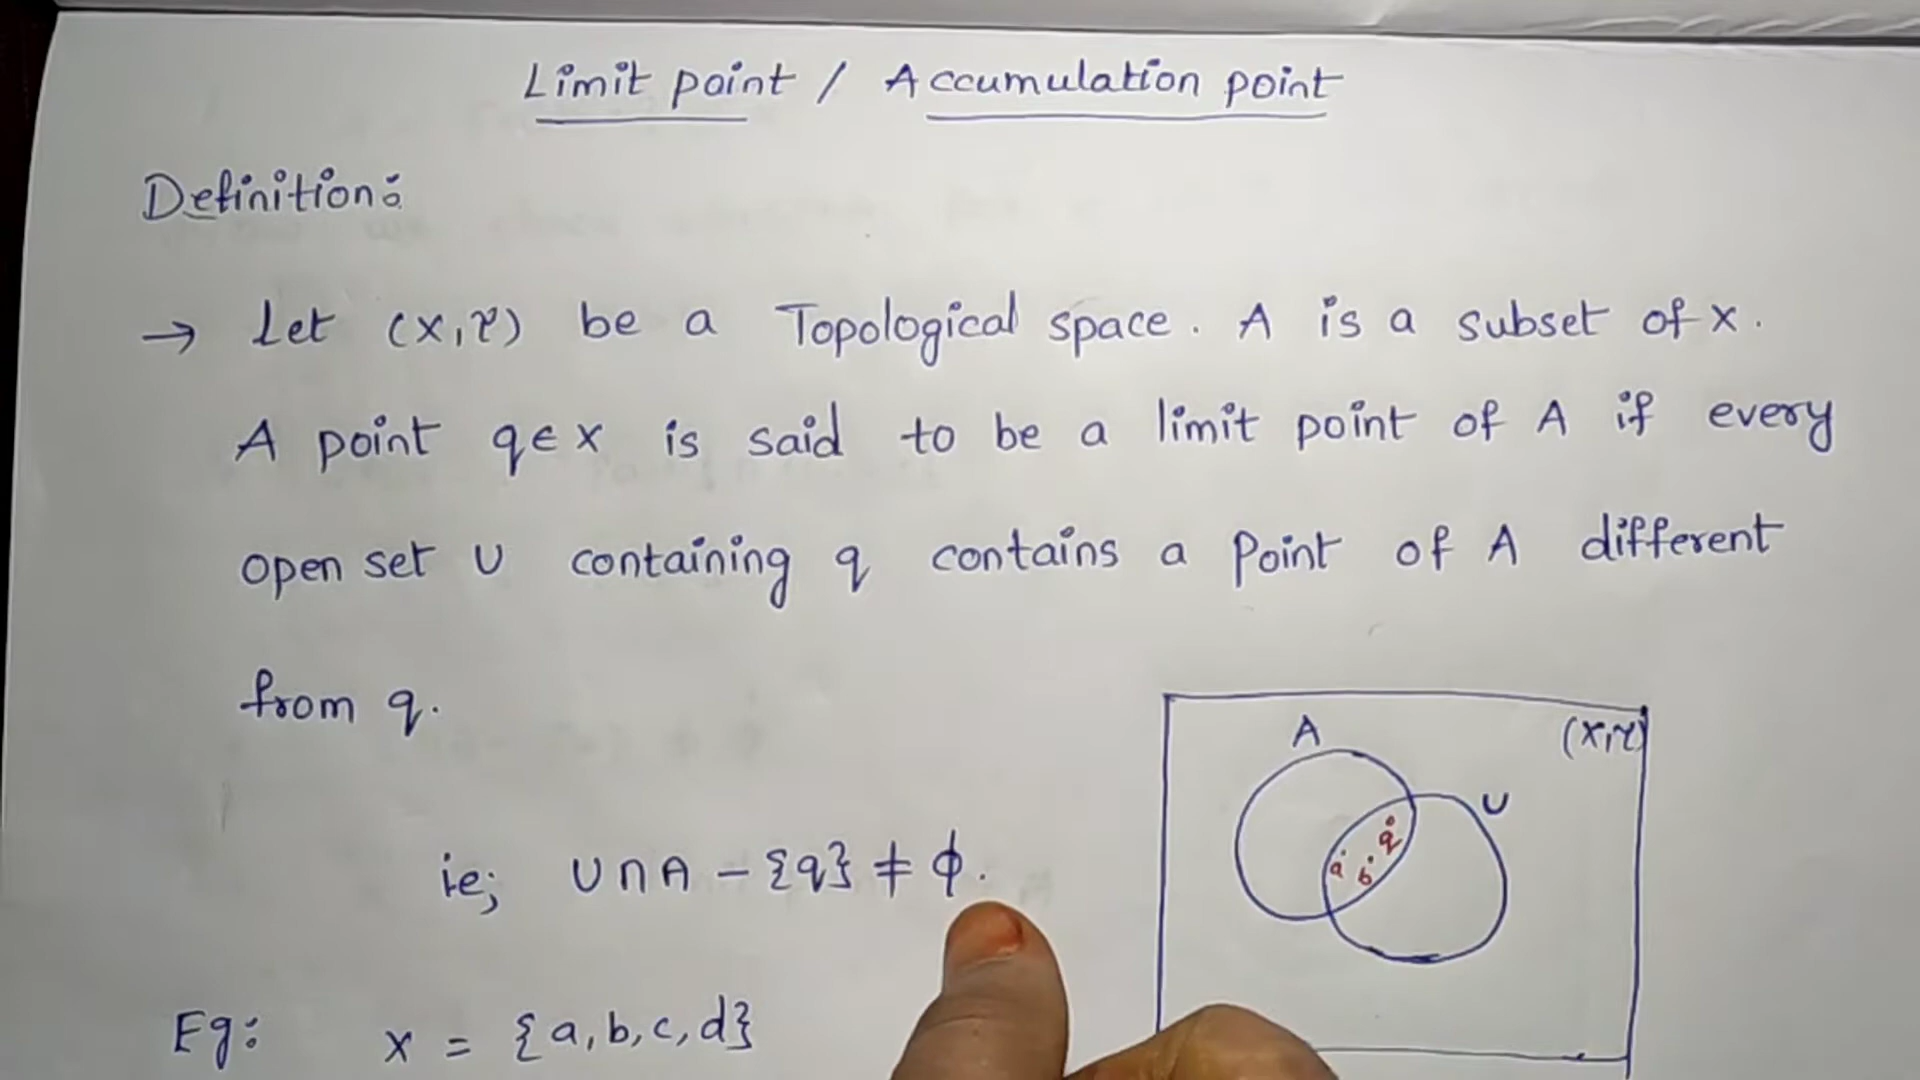 Limit point / Accumulation point
Definition:
→ Let (X,τ) be a Topological space. A is a subset of X.
A point q∈X is said to be a limit point of A if every
open set U containing q contains a Point of A different
from q.
A
(X,τ)
U
q
a b
ie; U∩A - {q} ≠ ϕ.
Eg: X = {a,b,c,d}